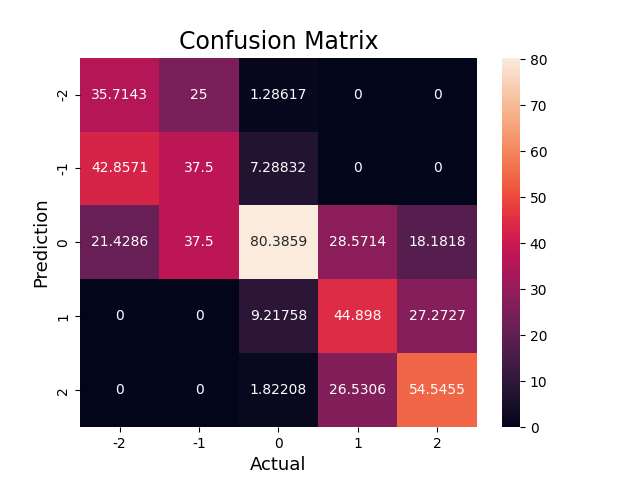 Confusion Matrix
-2 35.7143 25 1.28617 0 0
-1 42.8571 37.5 7.28832 0 0
0 21.4286 37.5 80.3859 28.5714 18.1818
1 0 0 9.21758 44.898 27.2727
2 0 0 1.82208 26.5306 54.5455
-2 -1 0 1 2
Actual
Prediction
80
70
60
50
40
30
20
10
0